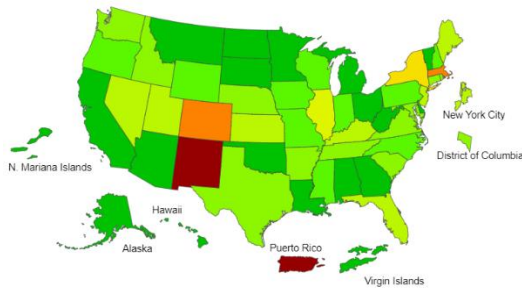 New York City
District of Columbia
N. Mariana Islands
Hawaii
Alaska
Puerto Rico
Virgin Islands